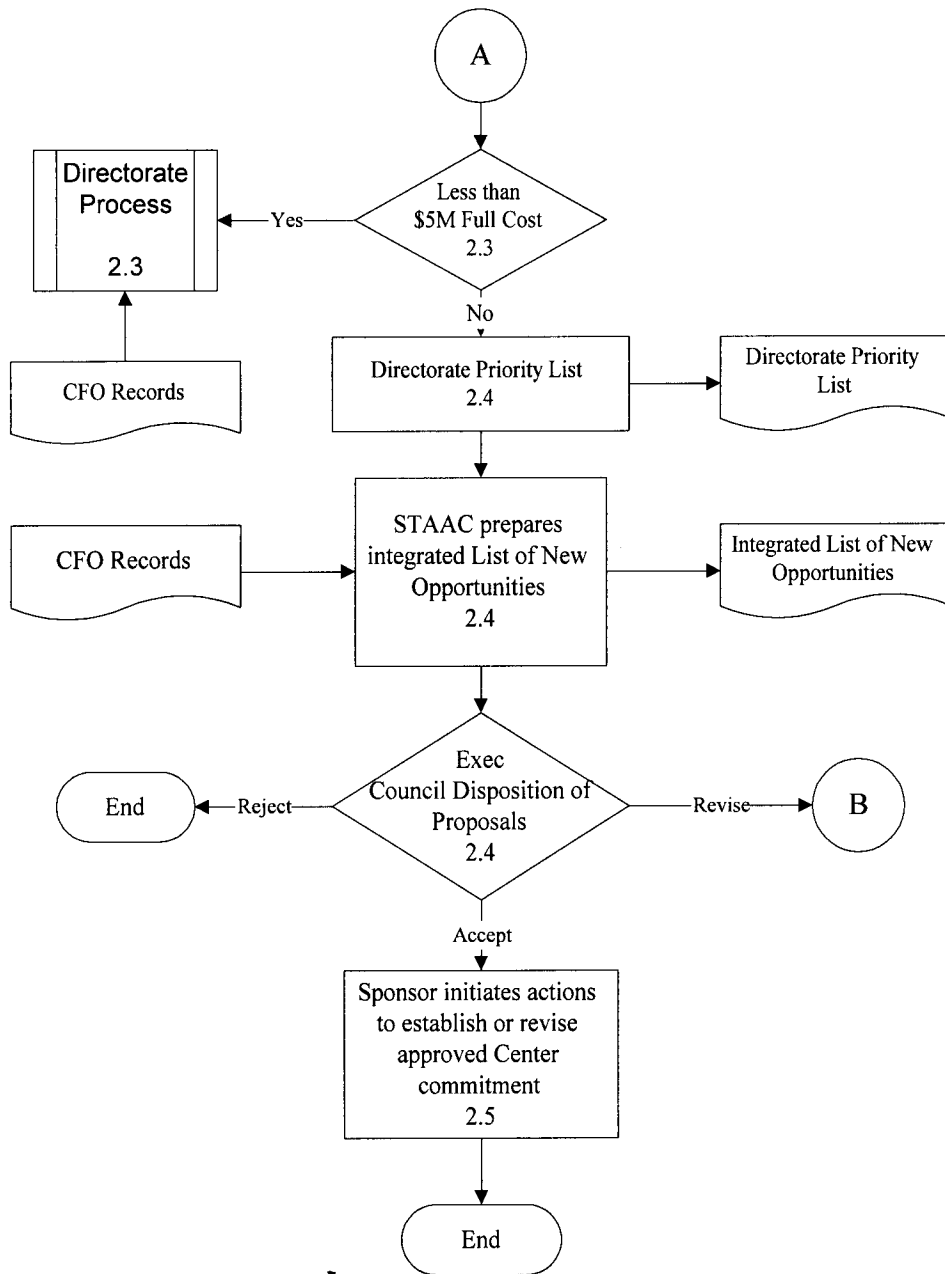 A
Directorate
Process
2.3
Less than
$5M Full Cost
2.3
Yes
No
CFO Records
Directorate Priority List
2.4
Directorate Priority
List
CFO Records
STAAC prepares
integrated List of New
Opportunities
2.4
Integrated List of New
Opportunities
Exec
Council Disposition of
Proposals
2.4
End
Reject
Revise
B
Accept
Sponsor initiates actions
to establish or revise
approved Center
commitment
2.5
End